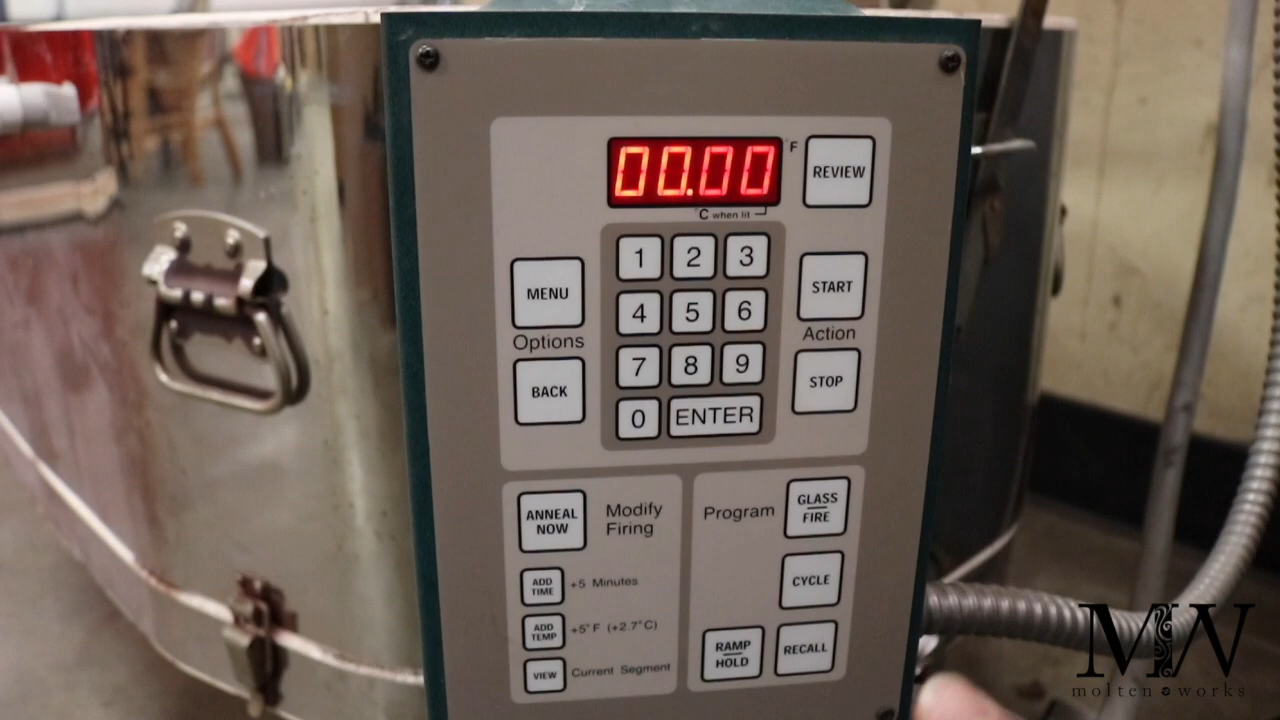 00.00 °F
REVIEW
°C when lit
1 2 3
MENU
START
4 5 6
Options
Action
7 8 9
BACK
STOP
0 ENTER
ANNEAL
NOW
Modify
Firing
ADD
TIME
+5 Minutes
ADD
TEMP
+5°F (+2.7°C)
VIEW
Current Segment
Program
GLASS
FIRE
CYCLE
RAMP
HOLD
RECALL
MW
molten works